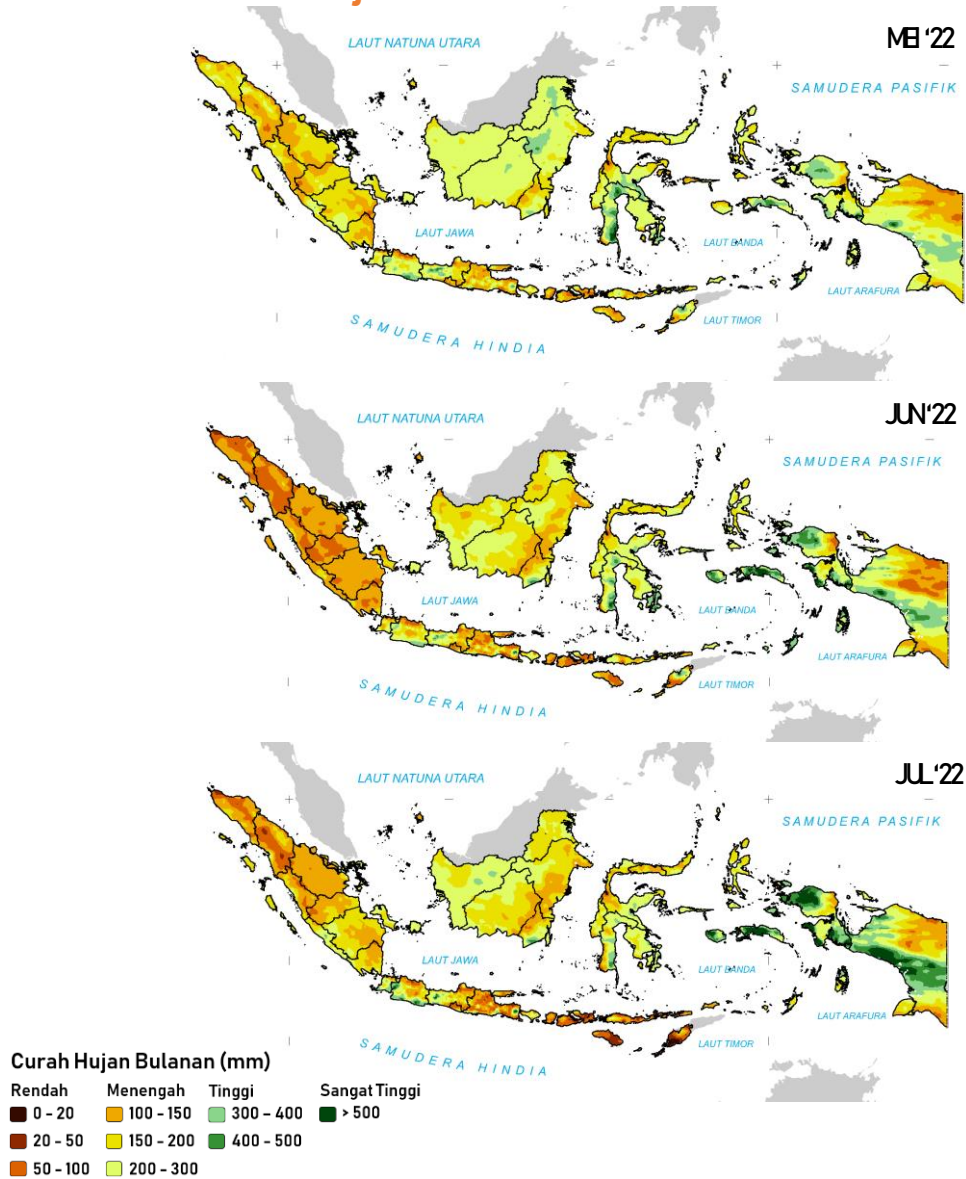 MEI '22
LAUT NATUNA UTARA
SAMUDERA PASIFIK
LAUT JAWA
LAUT BANDA
LAUT ARAFURA
LAUT TIMOR
SAMUDERA HINDIA
JUN '22
LAUT NATUNA UTARA
SAMUDERA PASIFIK
LAUT JAWA
LAUT BANDA
LAUT ARAFURA
LAUT TIMOR
SAMUDERA HINDIA
JUL '22
LAUT NATUNA UTARA
SAMUDERA PASIFIK
LAUT JAWA
LAUT BANDA
LAUT ARAFURA
LAUT TIMOR
SAMUDERA HINDIA
Curah Hujan Bulanan (mm)
Rendah Menengah Tinggi Sangat Tinggi
0 - 20 100 - 150 300 - 400 > 500
20 - 50 150 - 200 400 - 500
50 - 100 200 - 300